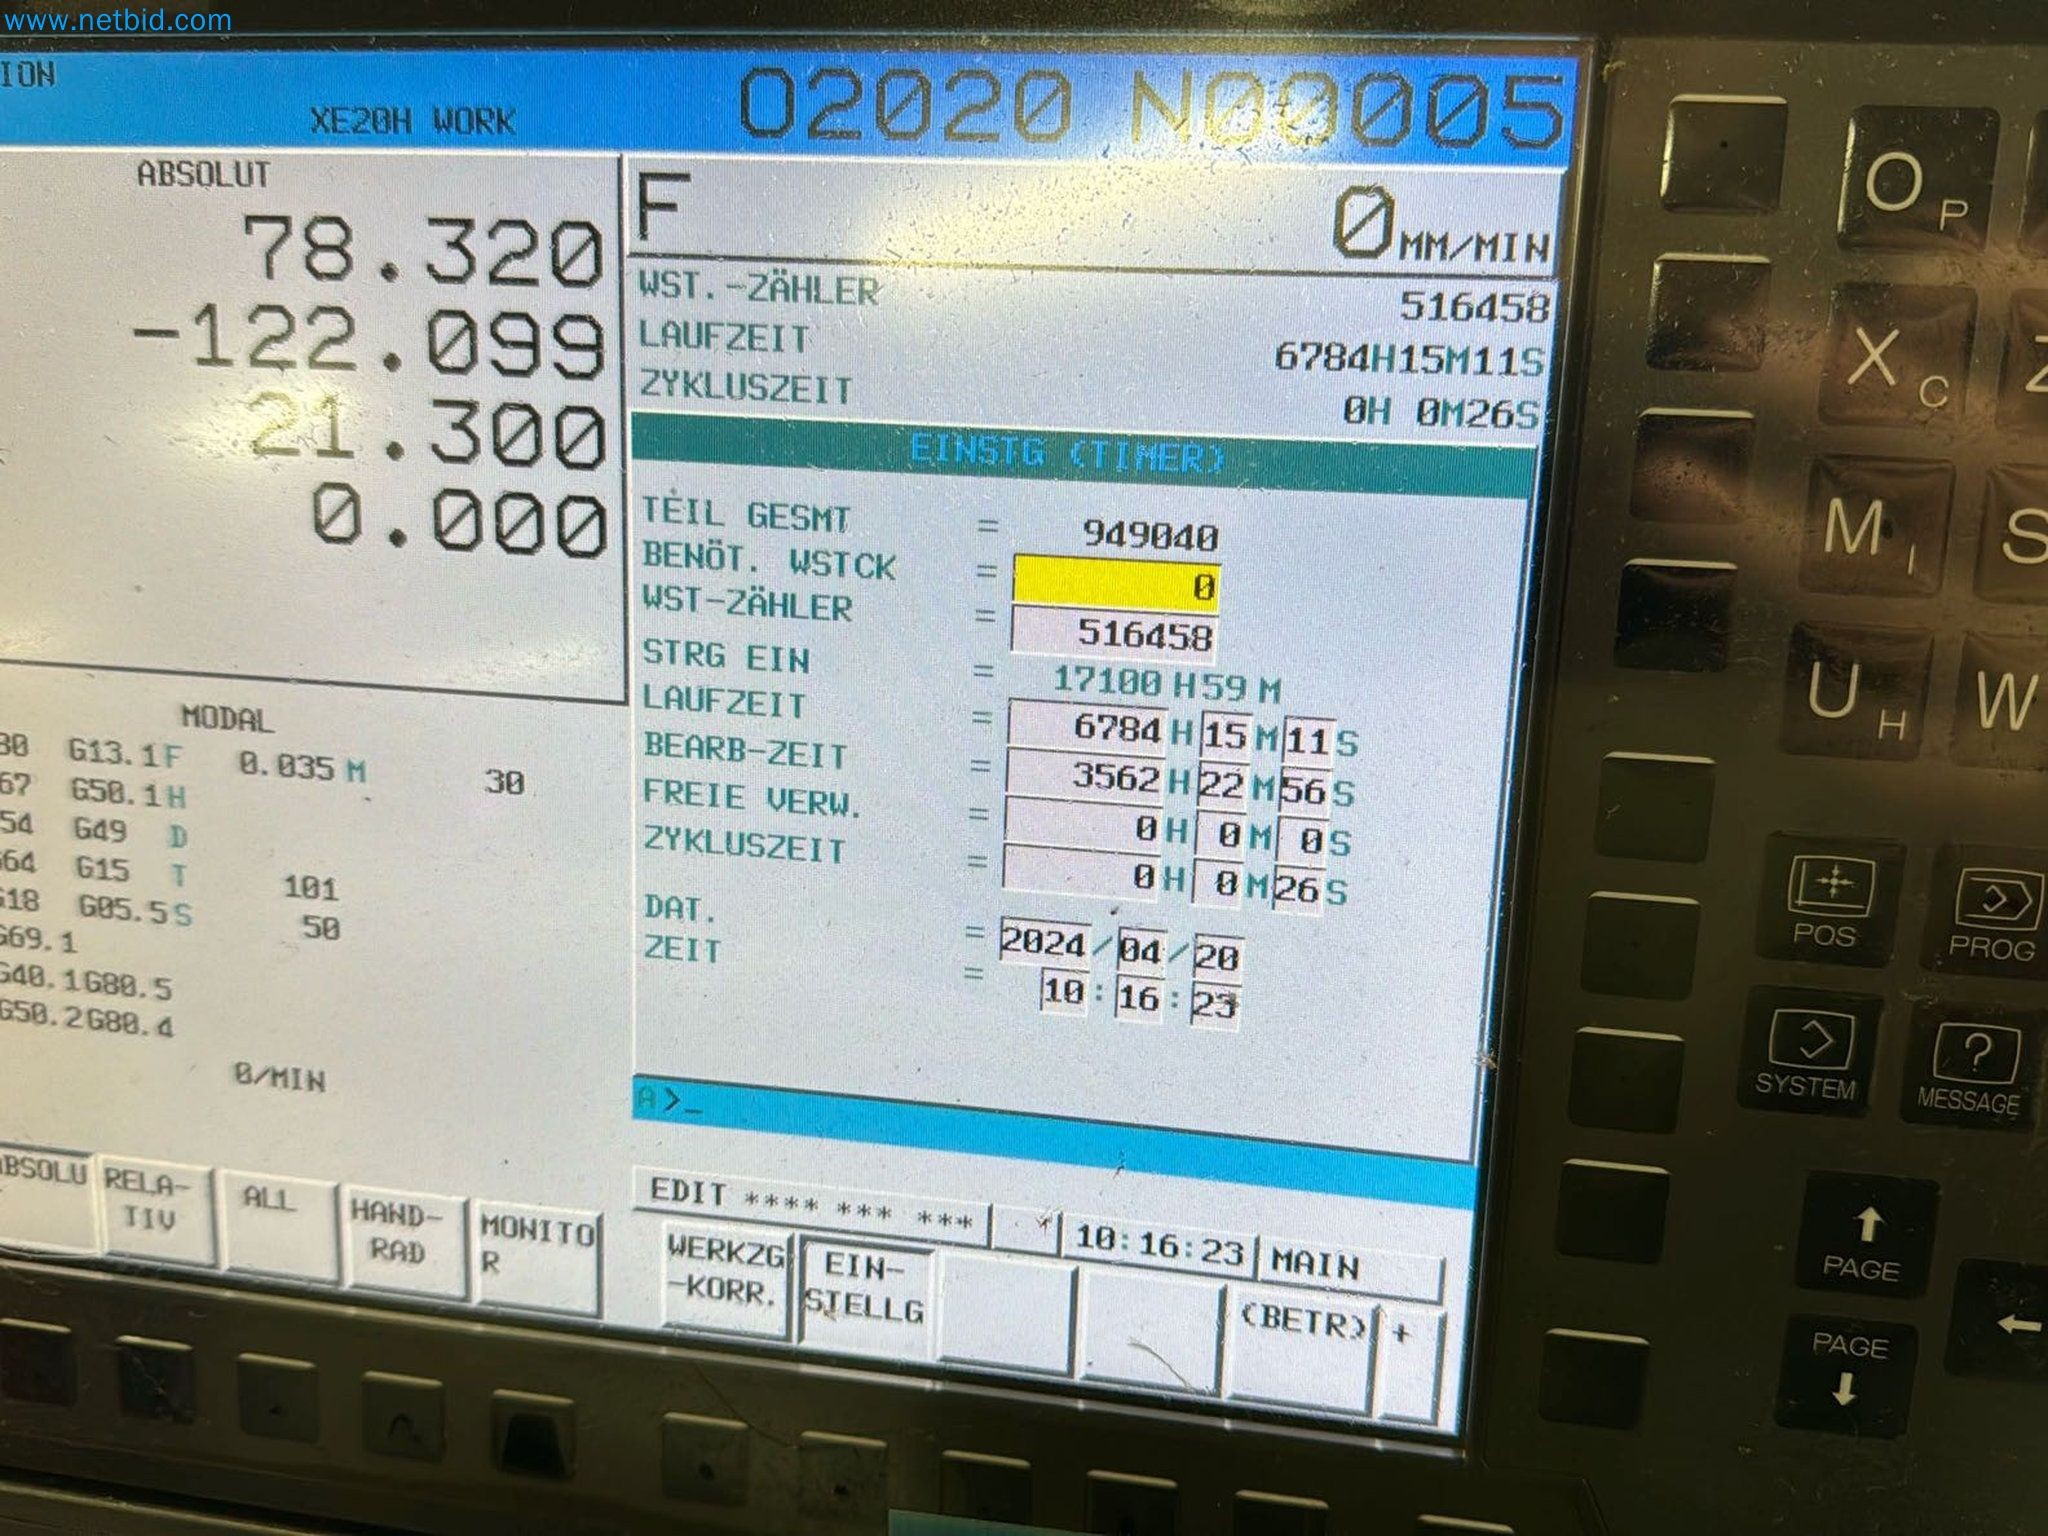 www.netbid.com
ION
XE20H WORK
O2020 N00005
ABSOLUT
78.320
-122.099
21.300
0.000
F 0 MM/MIN
WST.-ZÄHLER 516458
LAUFZEIT 6784H15M11S
ZYKLUSZEIT 0H 0M26S
EINSTG (TIMER)
TEIL GESMT = 949040
BENÖT. WSTCK = 0
WST-ZÄHLER = 516458
STRG EIN = 17100 H 59 M
LAUFZEIT = 6784 H 15 M 11 S
BEARB-ZEIT = 3562 H 22 M 56 S
FREIE VERW. = 0 H 0 M 0 S
ZYKLUSZEIT = 0 H 0 M 26 S
DAT. = 2024/04/20
ZEIT = 10:16:23
MODAL
G13.1 F 0.035 M 30
67 G50.1 H
54 G49 D
64 G15 T 101
18 G05.5 S 50
G69.1
G40.1 G80.5
G50.2 G80.4
0/MIN
A>_
EDIT **** *** *** 10:16:23 MAIN
RELA-
TIV
ALL
HAND-
RAD
MONITO
R
WERKZG
-KORR.
EIN-
STELLG
(BETR)
+
O P
X C
Z
M I
S
U H
W
POS
PROG
SYSTEM
MESSAGE
PAGE
PAGE